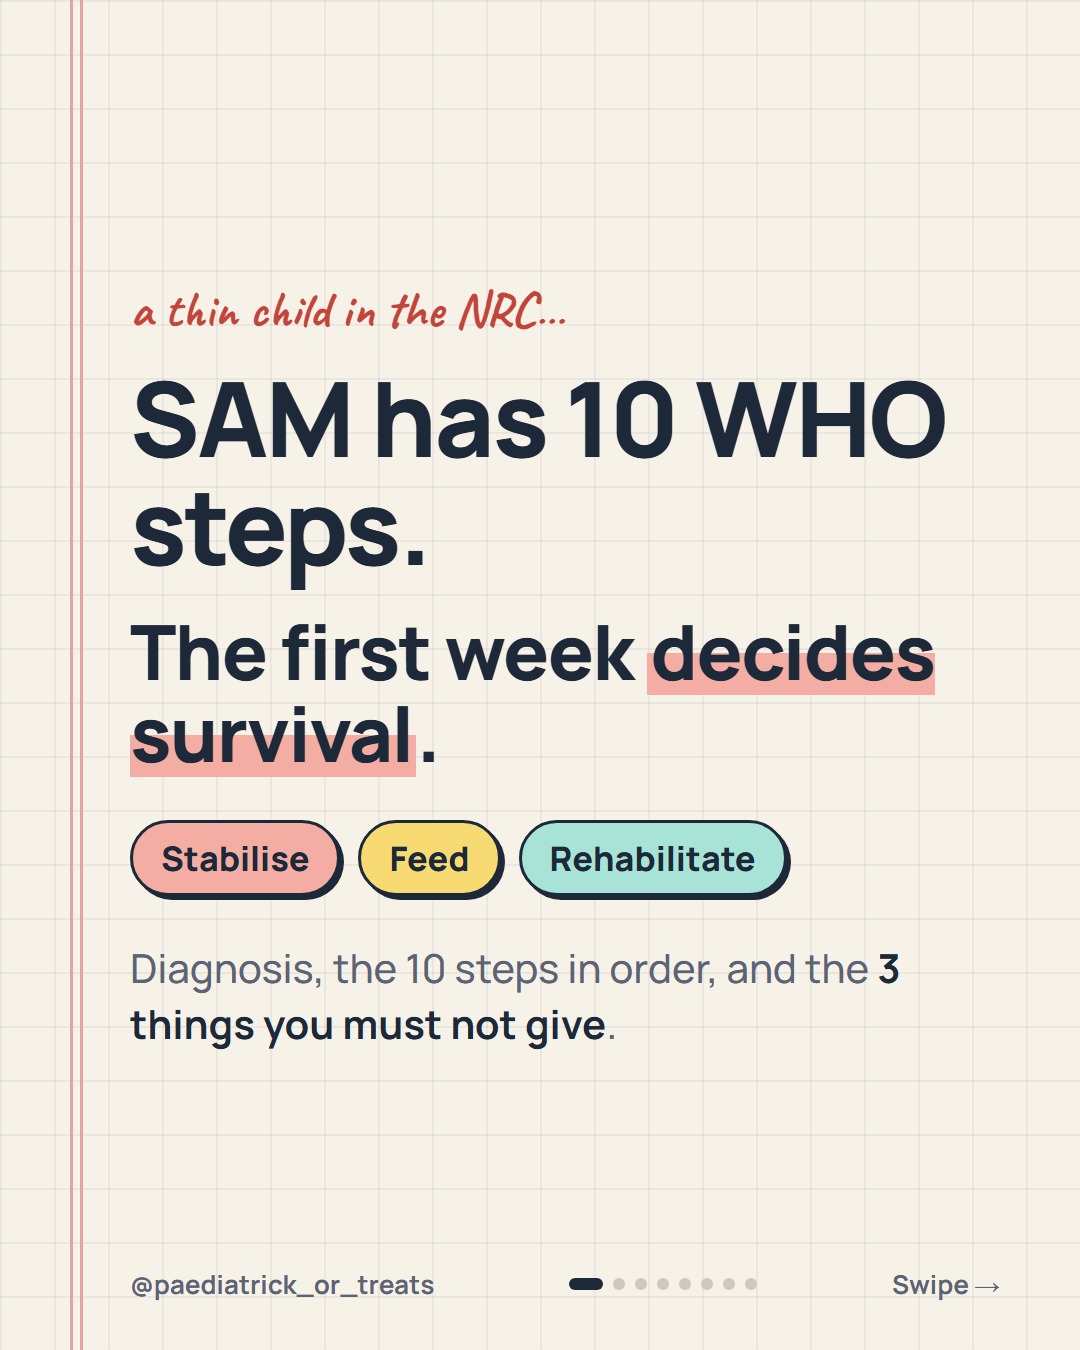 a thin child in the NRC...
SAM has 10 WHO
steps.
The first week decides
survival.
Stabilise Feed Rehabilitate
Diagnosis, the 10 steps in order, and the 3
things you must not give.
@paediatrick_or_treats Swipe →